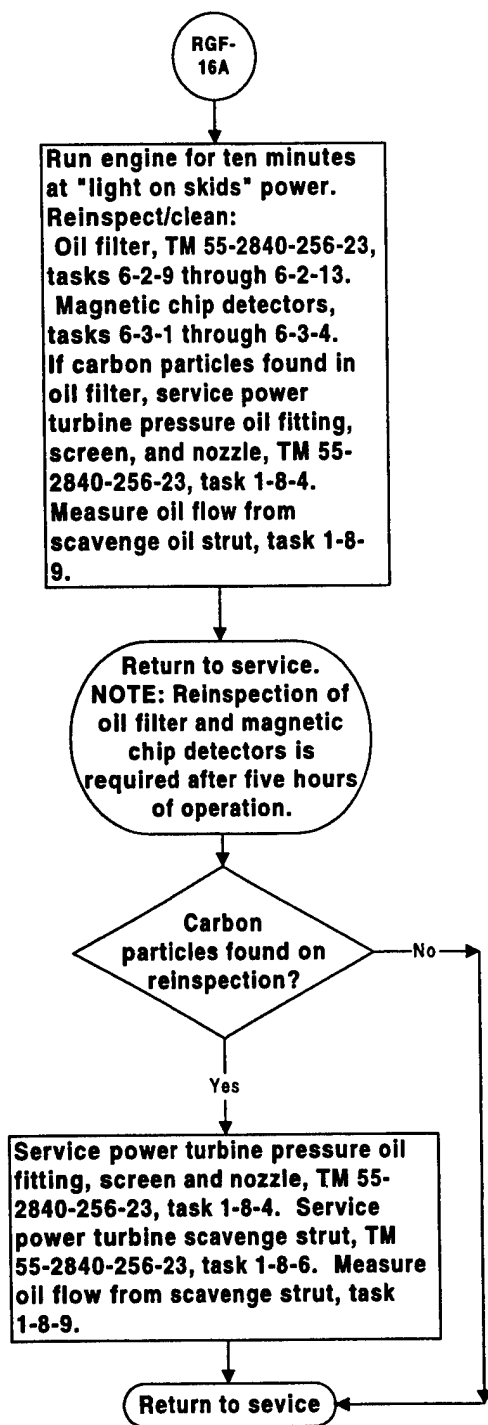 RGF-
16A
Run engine for ten minutes
at "light on skids" power.
Reinspect/clean:
Oil filter, TM 55-2840-256-23,
tasks 6-2-9 through 6-2-13.
Magnetic chip detectors,
tasks 6-3-1 through 6-3-4.
If carbon particles found in
oil filter, service power
turbine pressure oil fitting,
screen, and nozzle, TM 55-
2840-256-23, task 1-8-4.
Measure oil flow from
scavenge oil strut, task 1-8-
9.
Return to service.
NOTE: Reinspection of
oil filter and magnetic
chip detectors is
required after five hours
of operation.
Carbon
particles found on
reinspection?
No
Yes
Service power turbine pressure oil
fitting, screen and nozzle, TM 55-
2840-256-23, task 1-8-4. Service
power turbine scavenge strut, TM
55-2840-256-23, task 1-8-6. Measure
oil flow from scavenge strut, task
1-8-9.
Return to sevice